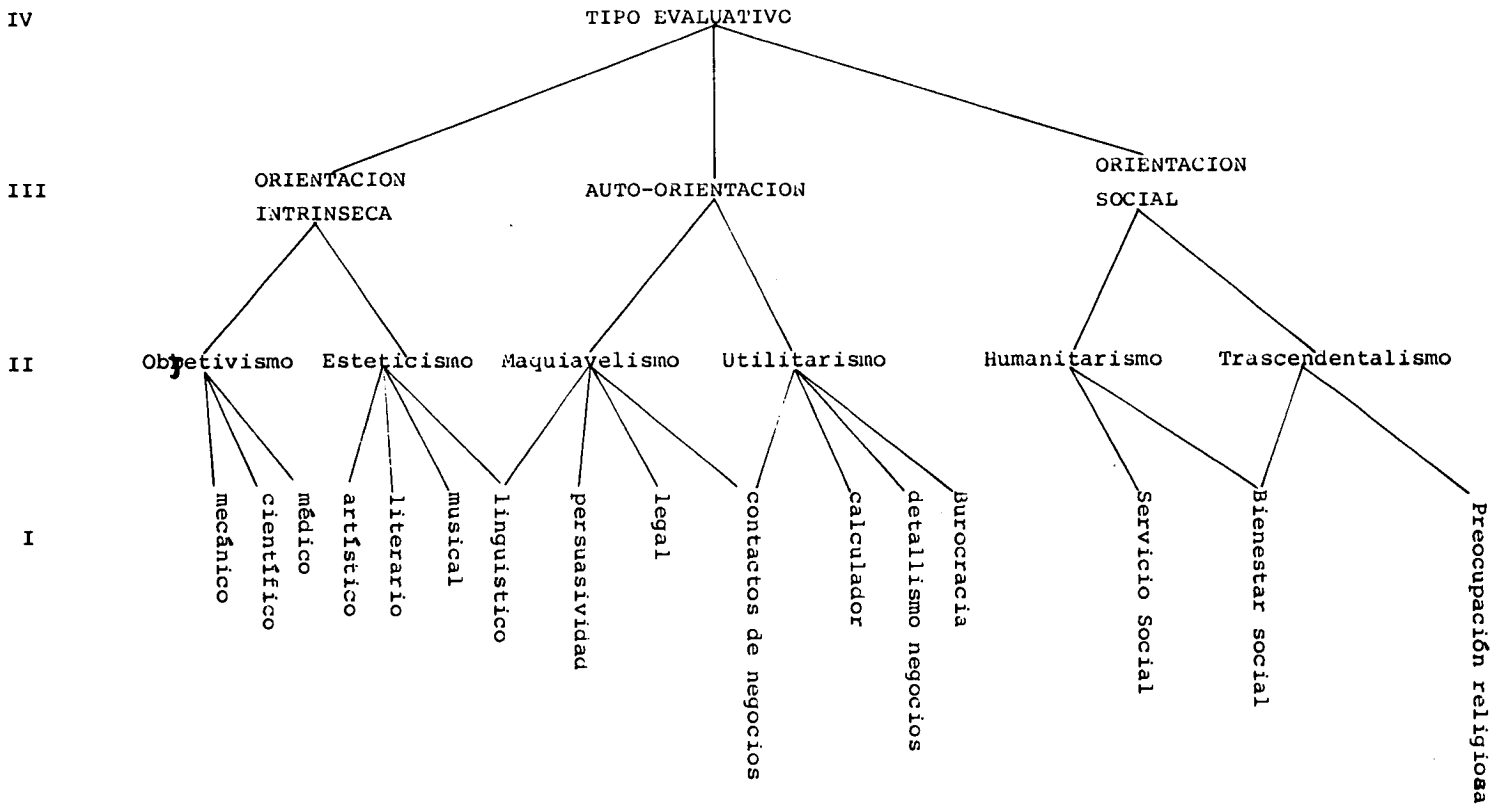 IV
TIPO EVALUATIVO
III
ORIENTACION
INTRINSECA
AUTO-ORIENTACION
ORIENTACION
SOCIAL
II
Objetivismo
Esteticismo
Maquiavelismo
Utilitarismo
Humanitarismo
Trascendentalismo
I
mecánico
científico
médico
artístico
literario
musical
linguistico
persuasividad
legal
contactos de negocios
calculador
detallismo negocios
Burocracia
Servicio Social
Bienestar social
Preocupación religiosa